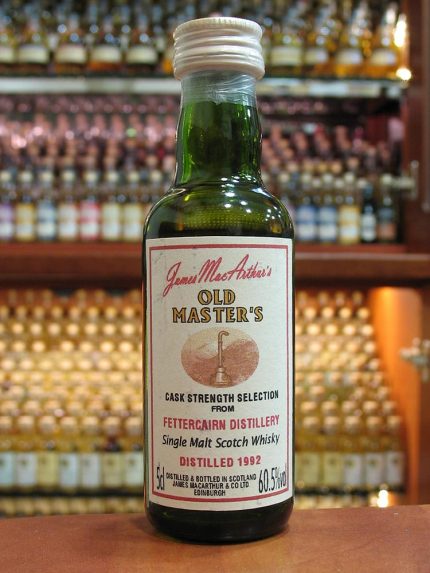 James MacArthur's
OLD
MASTER'S
CASK STRENGTH SELECTION
FROM
FETTERCAIRN DISTILLERY
Single Malt Scotch Whisky
DISTILLED 1992
5cl DISTILLED & BOTTLED IN SCOTLAND 60.5%vol
JAMES MACARTHUR & CO LTD
EDINBURGH